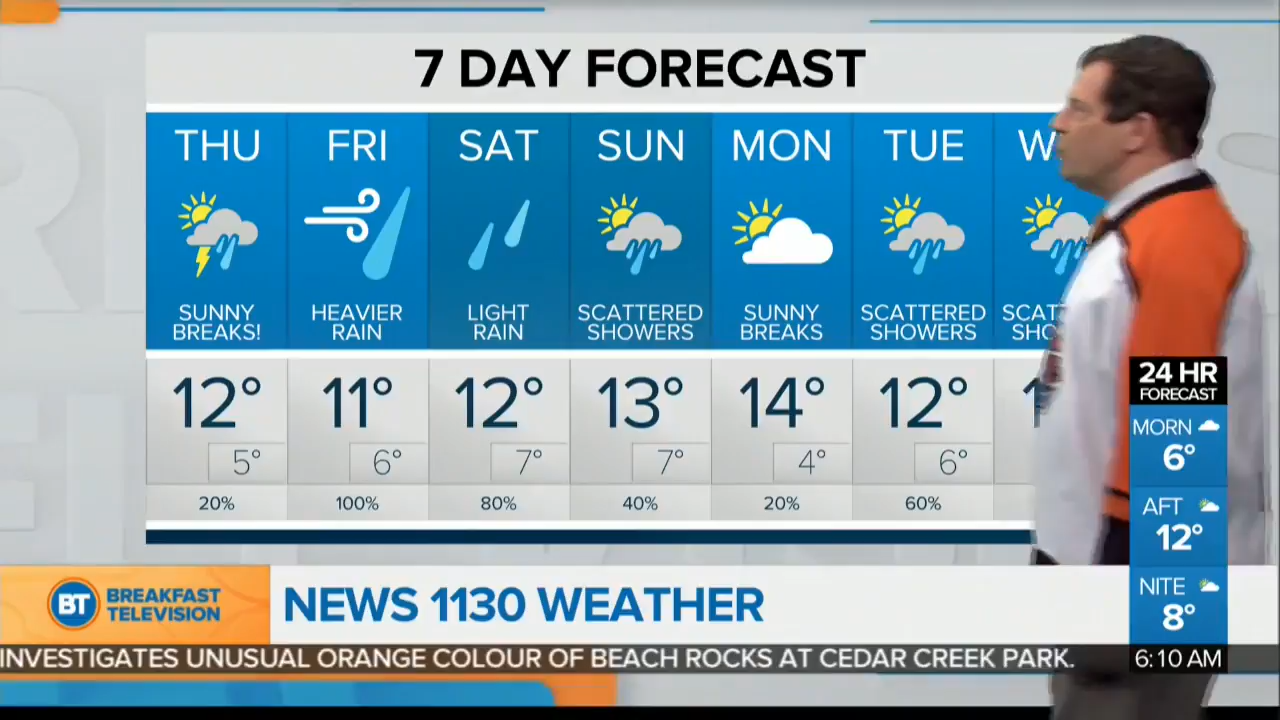 7 DAY FORECAST
THU FRI SAT SUN MON TUE
SUNNY BREAKS!
HEAVIER RAIN
LIGHT RAIN
SCATTERED SHOWERS
SUNNY BREAKS
SCATTERED SHOWERS
12° 11° 12° 13° 14° 12°
5° 6° 7° 7° 4° 6°
20% 100% 80% 40% 20% 60%
24 HR
FORECAST
MORN
6°
AFT
12°
NITE
8°
BT BREAKFAST
TELEVISION
NEWS 1130 WEATHER
INVESTIGATES UNUSUAL ORANGE COLOUR OF BEACH ROCKS AT CEDAR CREEK PARK.
6:10 AM